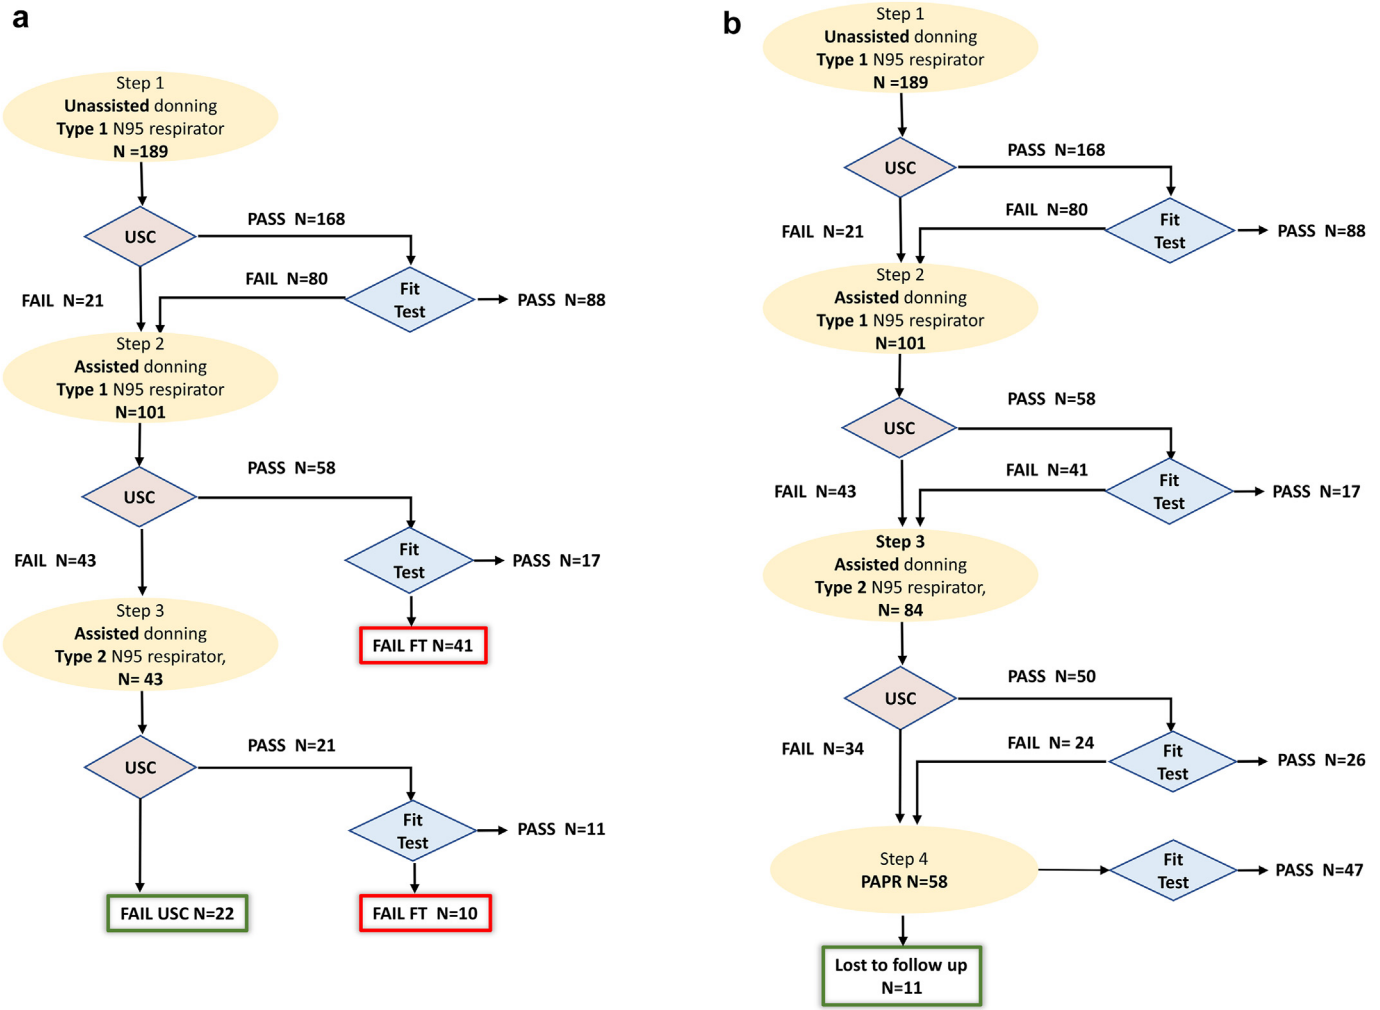 a
Step 1
Unassisted donning
Type 1 N95 respirator
N =189
USC
PASS N=168
FAIL N=21
FAIL N=80
Fit
Test
PASS N=88
Step 2
Assisted donning
Type 1 N95 respirator
N=101
USC
PASS N=58
FAIL N=43
Fit
Test
PASS N=17
FAIL FT N=41
Step 3
Assisted donning
Type 2 N95 respirator,
N= 43
USC
PASS N=21
Fit
Test
PASS N=11
FAIL USC N=22
FAIL FT N=10
b
Step 1
Unassisted donning
Type 1 N95 respirator
N =189
USC
PASS N=168
FAIL N=21
FAIL N=80
Fit
Test
PASS N=88
Step 2
Assisted donning
Type 1 N95 respirator
N=101
USC
PASS N=58
FAIL N=43
FAIL N=41
Fit
Test
PASS N=17
Step 3
Assisted donning
Type 2 N95 respirator,
N= 84
USC
PASS N=50
FAIL N=34
FAIL N= 24
Fit
Test
PASS N=26
Step 4
PAPR N=58
Fit
Test
PASS N=47
Lost to follow up
N=11